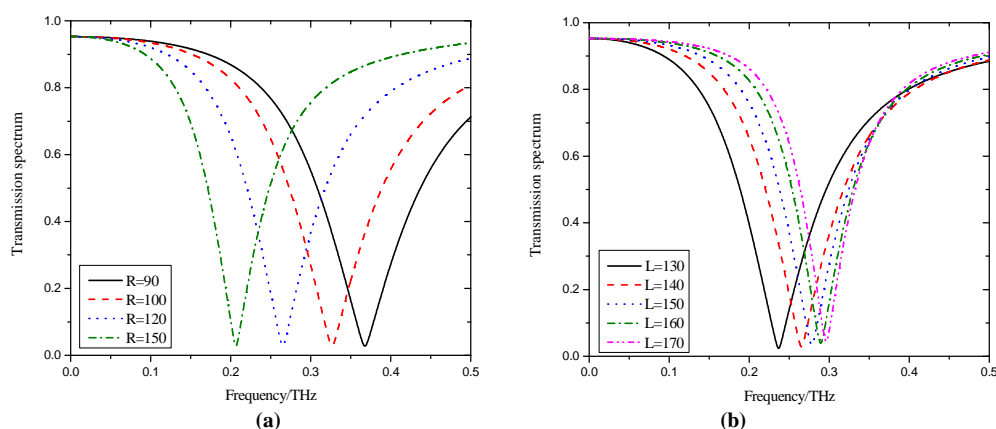 1.0
0.8
0.6
0.4
0.2
0.0
Transmission spectrum
R=90
R=100
R=120
R=150
0.0 0.1 0.2 0.3 0.4 0.5
Frequency/THz
(a)
1.0
0.8
0.6
0.4
0.2
0.0
Transmission spectrum
L=130
L=140
L=150
L=160
L=170
0.0 0.1 0.2 0.3 0.4 0.5
Frequency/THz
(b)